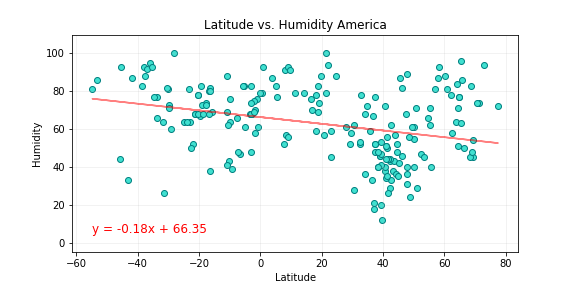 Latitude vs. Humidity America
Humidity
100
80
60
40
20
0
y = -0.18x + 66.35
−60 −40 −20 0 20 40 60 80
Latitude